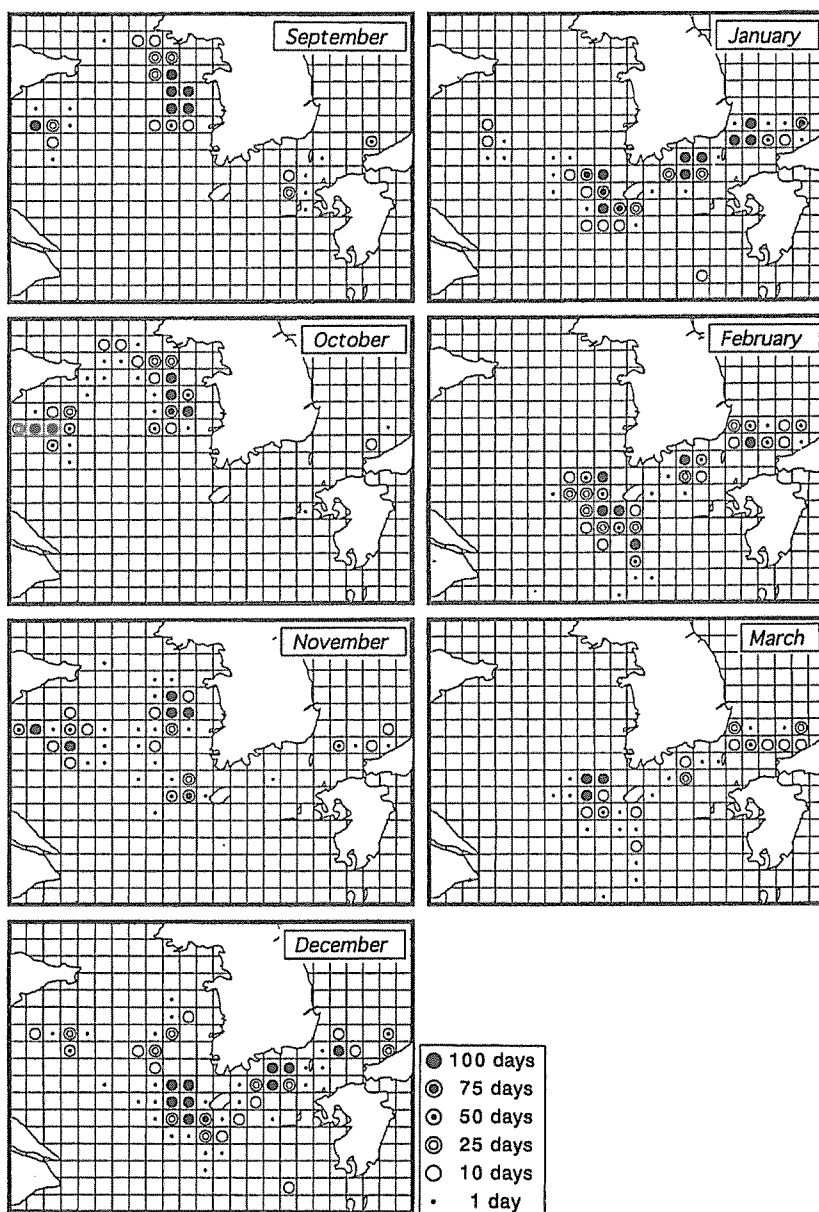 September
January
October
February
November
March
December
100 days
75 days
50 days
25 days
10 days
1 day